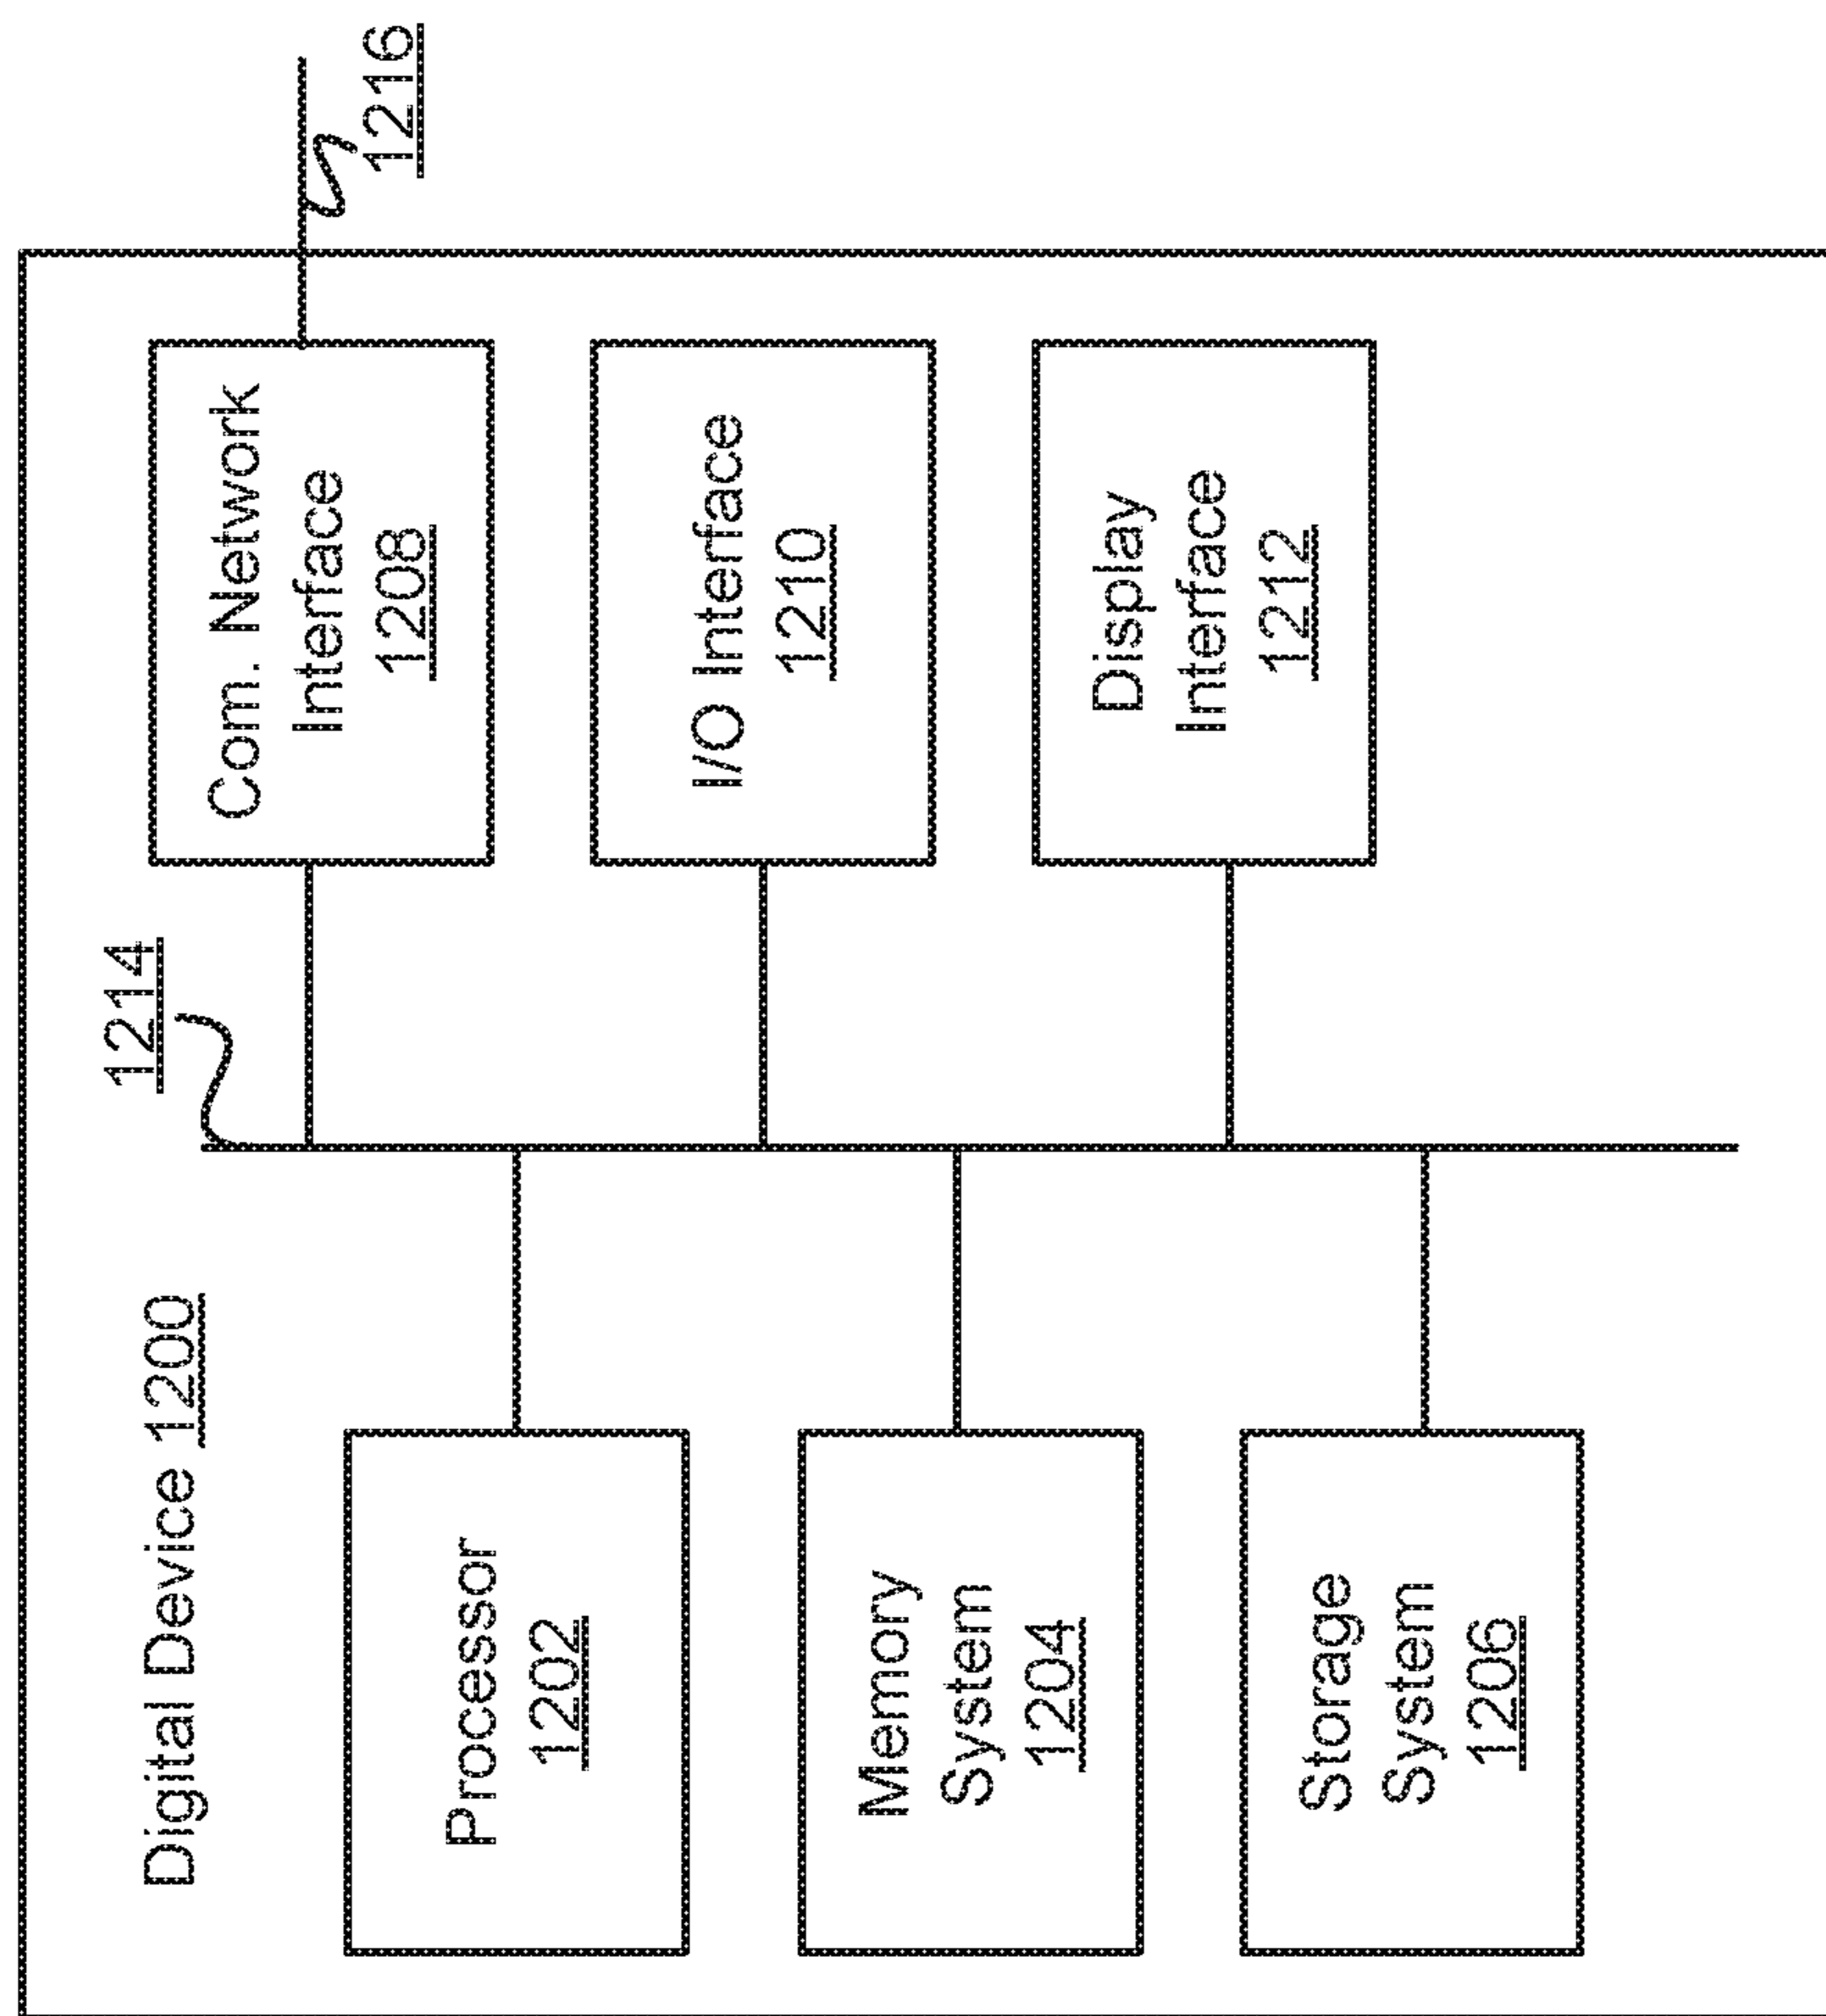 Digital Device 1200
1214
1216
Processor
1202
Memory
System
1204
Storage
System
1206
Com. Network
Interface
1208
I/O Interface
1210
Display
Interface
1212